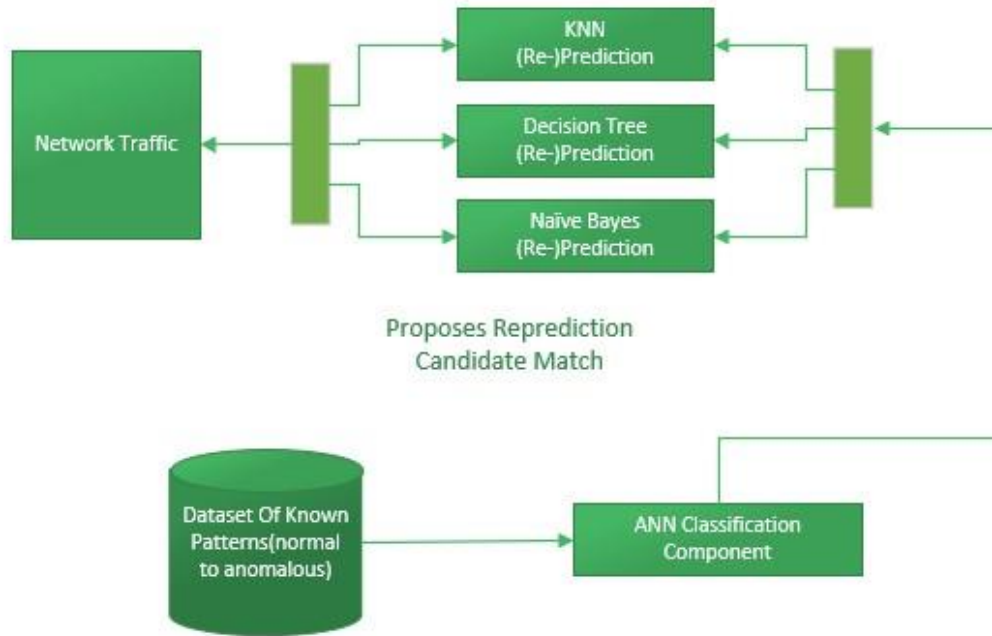 KNN
(Re-)Prediction
Network Traffic
Decision Tree
(Re-)Prediction
Naïve Bayes
(Re-)Prediction
Proposes Reprediction
Candidate Match
Dataset Of Known
Patterns(normal
to anomalous)
ANN Classification
Component